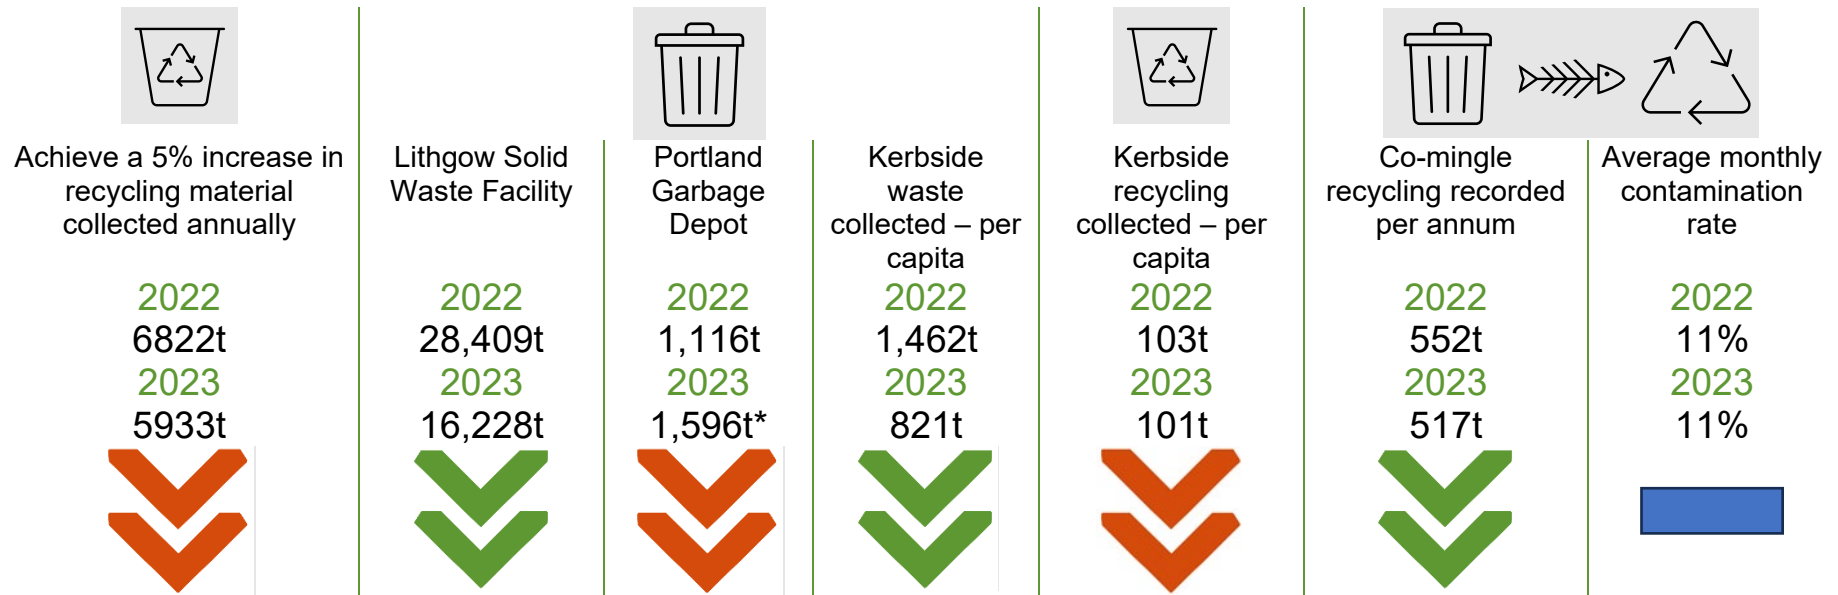 Achieve a 5% increase in
recycling material
collected annually
2022
6822t
2023
5933t
Lithgow Solid
Waste Facility
2022
28,409t
2023
16,228t
Portland
Garbage
Depot
2022
1,116t
2023
1,596t*
Kerbside
waste
collected – per
capita
2022
1,462t
2023
821t
Kerbside
recycling
collected – per
capita
2022
103t
2023
101t
Co-mingle
recycling recorded
per annum
2022
552t
2023
517t
Average monthly
contamination
rate
2022
11%
2023
11%